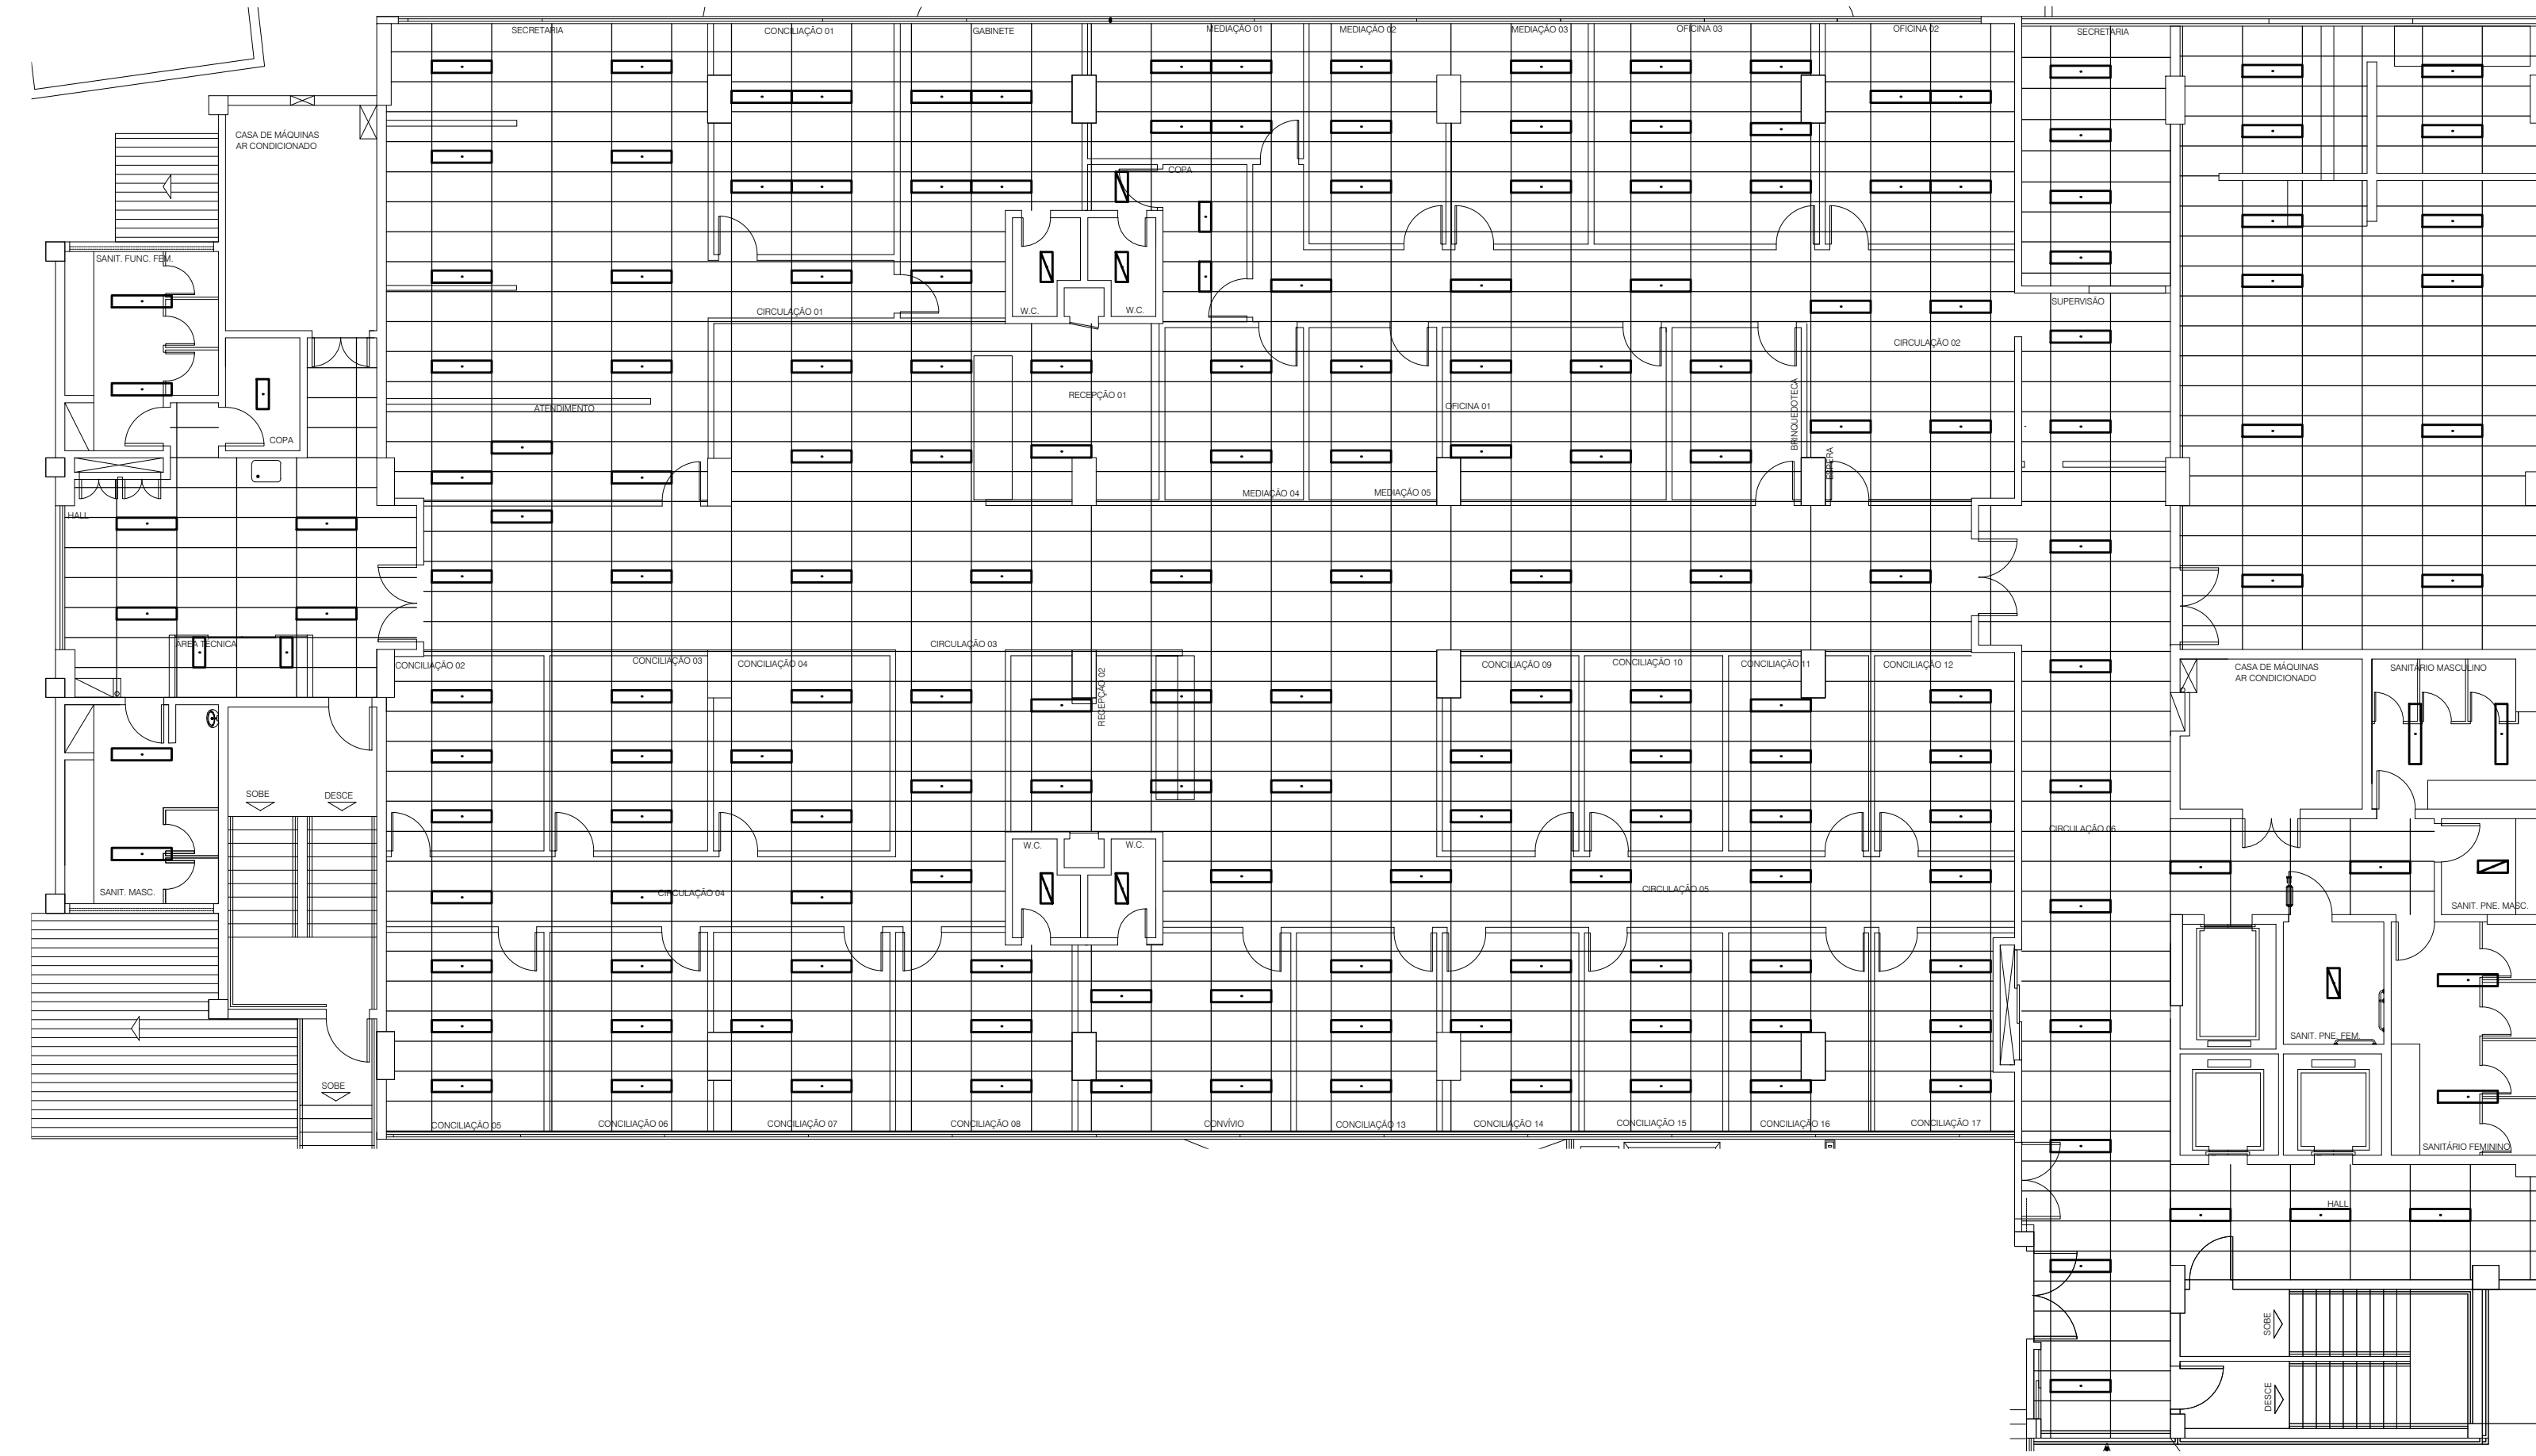 SECRETARIA
CONCILIAÇÃO 01
GABINETE
MEDIAÇÃO 01
MEDIAÇÃO 02
MEDIAÇÃO 03
OFICINA 03
OFICINA 02
SECRETARIA
CASA DE MÁQUINAS
AR CONDICIONADO
COPA
SANIT. FUNC. FEM.
CIRCULAÇÃO 01
W.C.
W.C.
SUPERVISÃO
CIRCULAÇÃO 02
RECEPÇÃO 01
ATENDIMENTO
OFICINA 01
BRINQUEDOTECA
COPA
MEDIAÇÃO 04
MEDIAÇÃO 05
HALL
ÁREA TÉCNICA
CIRCULAÇÃO 03
CONCILIAÇÃO 02
CONCILIAÇÃO 03
CONCILIAÇÃO 04
RECEPÇÃO 02
CONCILIAÇÃO 09
CONCILIAÇÃO 10
CONCILIAÇÃO 11
CONCILIAÇÃO 12
CASA DE MÁQUINAS
AR CONDICIONADO
SANITÁRIO MASCULINO
SOBE
DESCE
CIRCULAÇÃO 06
W.C.
W.C.
SANIT. MASC.
CIRCULAÇÃO 04
CIRCULAÇÃO 05
SANIT. PNE. MASC.
SANIT. PNE. FEM.
SOBE
CONCILIAÇÃO 05
CONCILIAÇÃO 06
CONCILIAÇÃO 07
CONCILIAÇÃO 08
CONVÍVIO
CONCILIAÇÃO 13
CONCILIAÇÃO 14
CONCILIAÇÃO 15
CONCILIAÇÃO 16
CONCILIAÇÃO 17
SANITÁRIO FEMININO
HALL
SOBE
DESCE